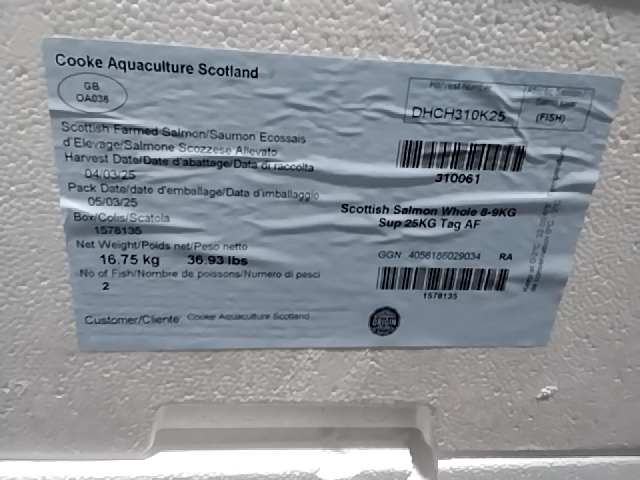 Cooke Aquaculture Scotland
GB
OA036
Harvest Number
DHCH310K25
(FISH)
Scottish Farmed Salmon/Saumon Ecossais
d'Elevage/Salmone Scozzese Allevato
Harvest Date/Date d'abattage/Data di raccolta
04/03/25
Pack Date/date d'emballage/Data d'imballaggio
05/03/25
Box/Colis/Scatola
1578135
Net Weight/Poids net/Peso netto
16.75 kg 36.93 lbs
No of Fish/Nombre de poissons/Numero di pesci
2
Customer/Cliente Cooke Aquaculture Scotland
310061
Scottish Salmon Whole 8-9KG
Sup 25KG Tag AF
GGN 4056186029034 RA
1578135
ORIGIN